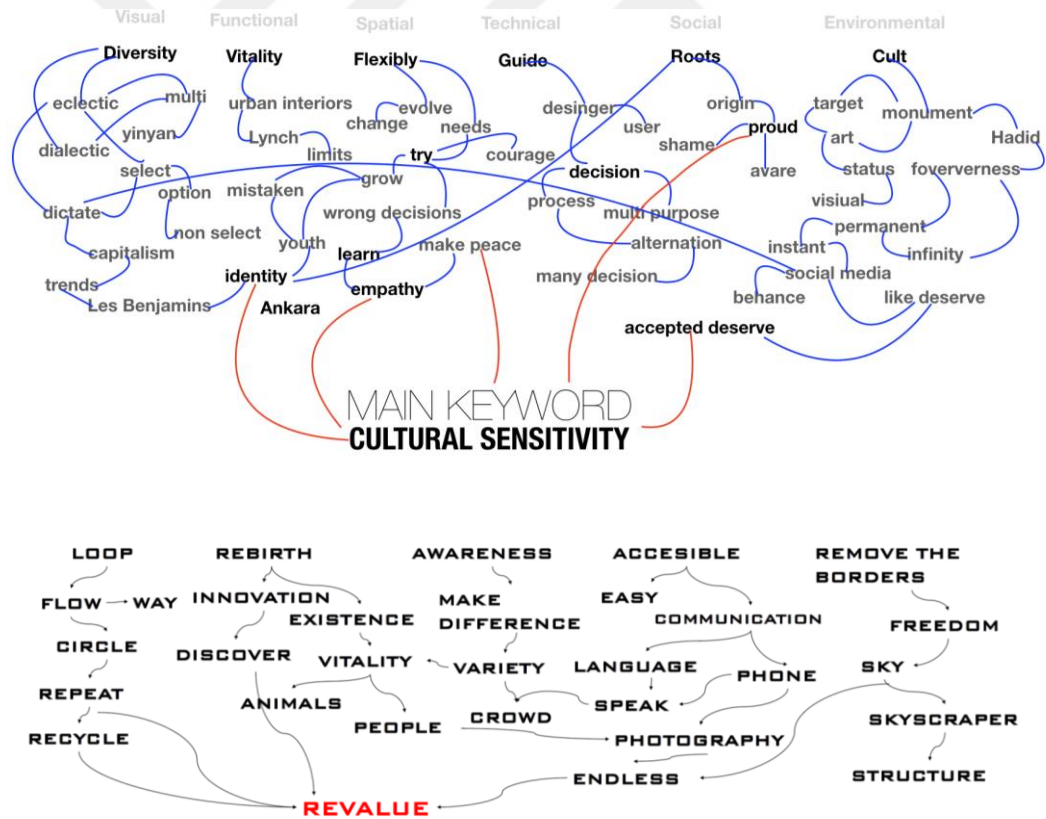 Visual Functional Spatial Technical Social Environmental
Diversity Vitality Flexibly Guide Roots Cult
eclectic multi urban interiors evolve desinger origin target monument
change needs user proud
yinyan Lynch shame art Hadid
dialectic limits try courage
select grow decision avare status foververness
option mistaken process visiual
dictate wrong decisions multi purpose permanent
non select youth make peace alternation instant
capitalism learn infinity
trends identity many decision social media
Les Benjamins empathy behance like deserve
Ankara
accepted deserve
MAIN KEYWORD
CULTURAL SENSITIVITY
LOOP REBIRTH AWARENESS ACCESIBLE REMOVE THE
BORDERS
FLOW WAY INNOVATION MAKE EASY
EXISTENCE DIFFERENCE COMMUNICATION FREEDOM
CIRCLE DISCOVER VITALITY VARIETY LANGUAGE PHONE SKY
REPEAT ANIMALS SPEAK
PEOPLE CROWD SKYSCRAPER
RECYCLE PHOTOGRAPHY
ENDLESS STRUCTURE
REVALUE